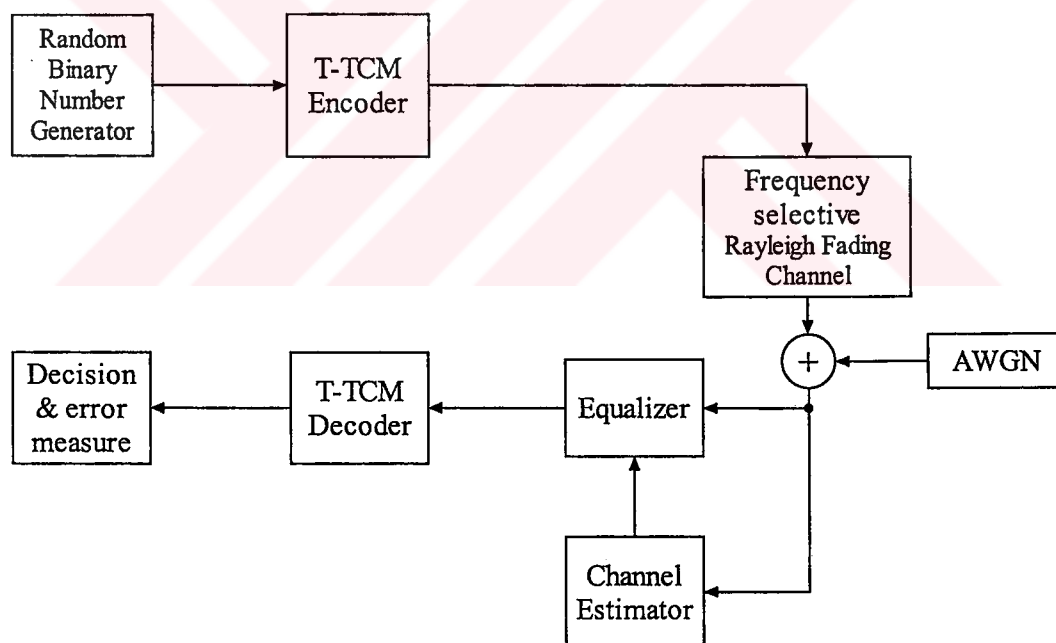 Random
Binary
Number
Generator
T-TCM
Encoder
Frequency
selective
Rayleigh Fading
Channel
+
AWGN
Equalizer
T-TCM
Decoder
Decision
& error
measure
Channel
Estimator